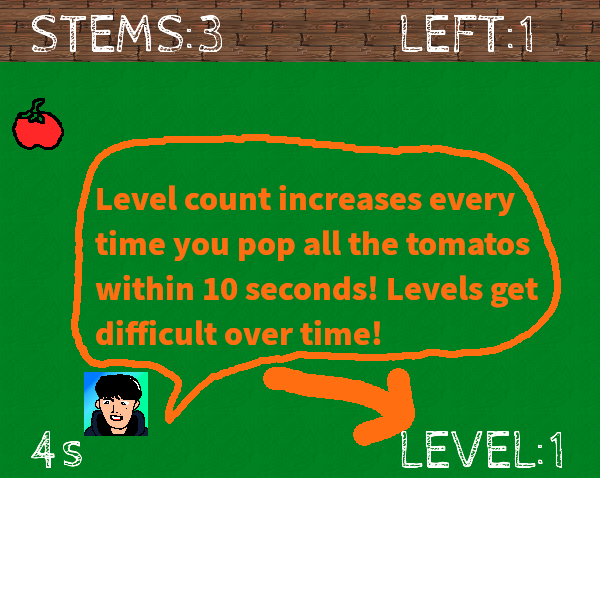 STEMS:3 LEFT:1
Level count increases every
time you pop all the tomatos
within 10 seconds! Levels get
difficult over time!
4s LEVEL:1